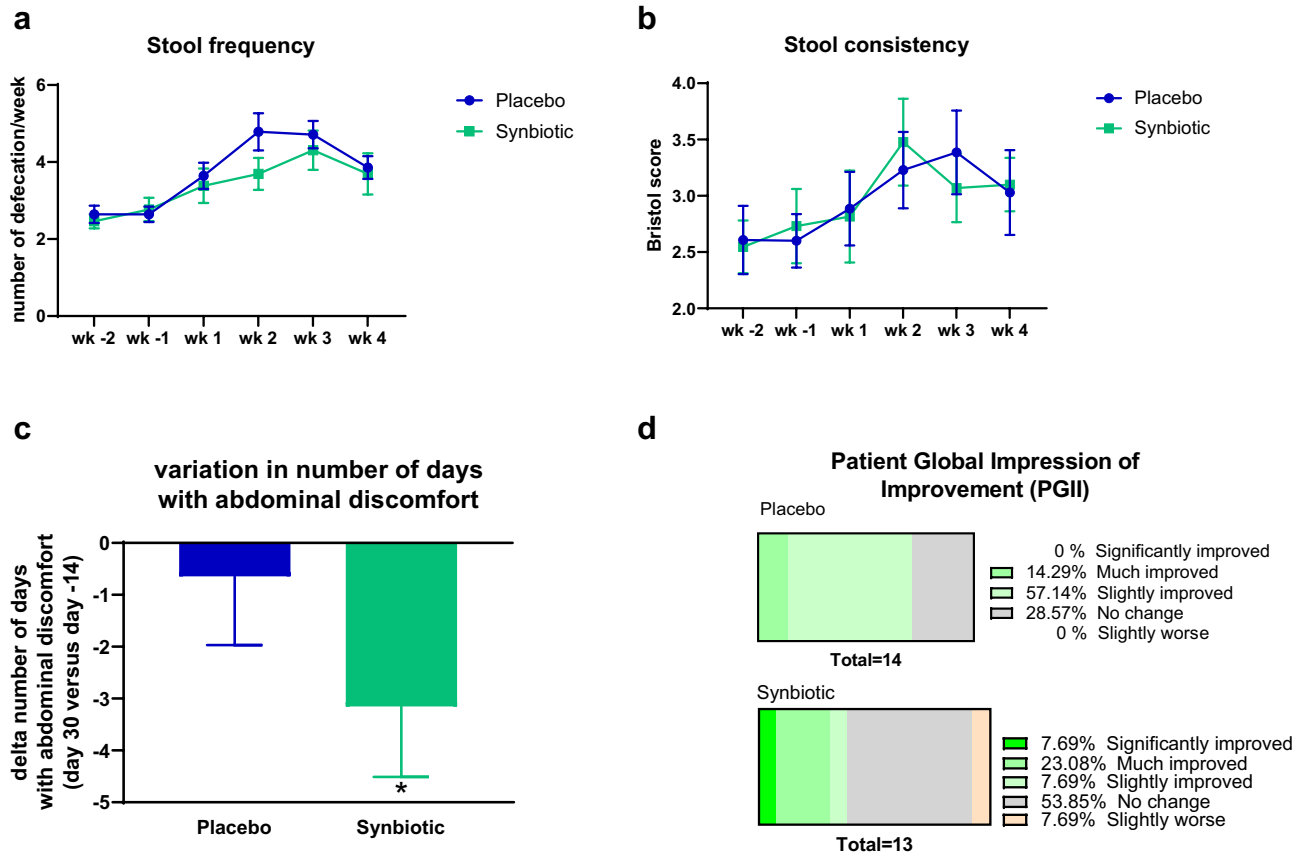 a
Stool frequency
number of defecation/week
6
4
2
0
wk -2 wk -1 wk 1 wk 2 wk 3 wk 4
Placebo
Synbiotic
b
Stool consistency
Bristol score
4.0
3.5
3.0
2.5
2.0
wk -2 wk -1 wk 1 wk 2 wk 3 wk 4
Placebo
Synbiotic
c
variation in number of days
with abdominal discomfort
delta number of days
with abdominal discomfort
(day 30 versus day -14)
0
-1
-2
-3
-4
-5
*
Placebo Synbiotic
d
Patient Global Impression of
Improvement (PGII)
Placebo
0 % Significantly improved
14.29% Much improved
57.14% Slightly improved
28.57% No change
0 % Slightly worse
Total=14
Synbiotic
7.69% Significantly improved
23.08% Much improved
7.69% Slightly improved
53.85% No change
7.69% Slightly worse
Total=13